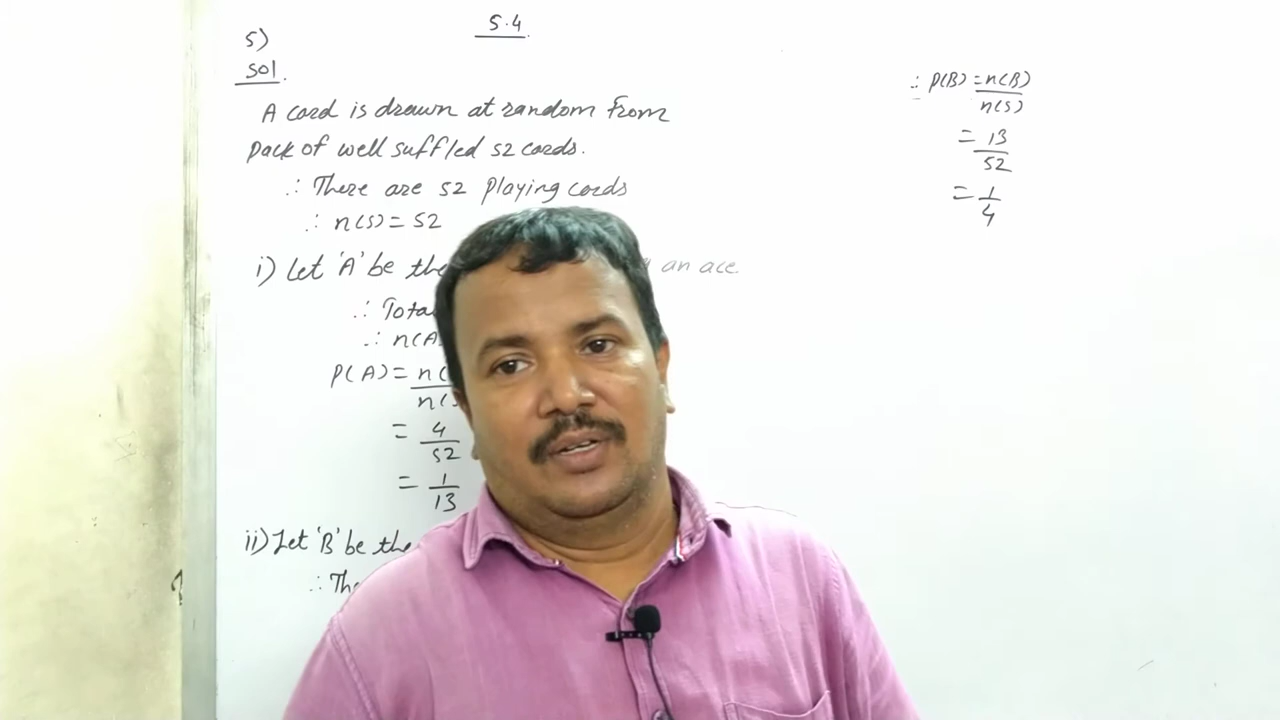 5.4
5)
sol.
A card is drawn at random from
pack of well suffled 52 cards.
∴ There are 52 playing cards
∴ n(S) = 52
i) Let 'A' be the an ace.
∴ Total
∴ n(A
P(A) = n(
n(S
= 4
52
= 1
13
ii) Let 'B' be the
∴ The
∴ P(B) = n(B)
n(S)
= 13
52
= 1
4